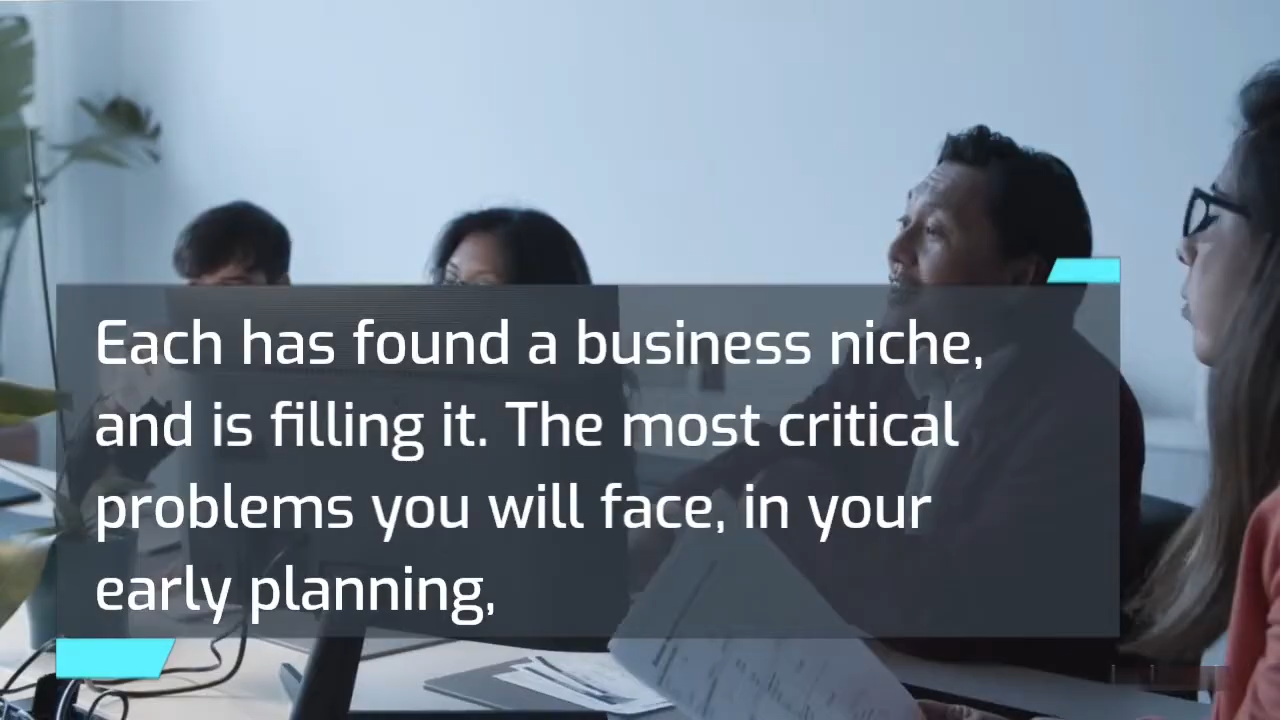 Each has found a business niche,
and is filling it. The most critical
problems you will face, in your
early planning,